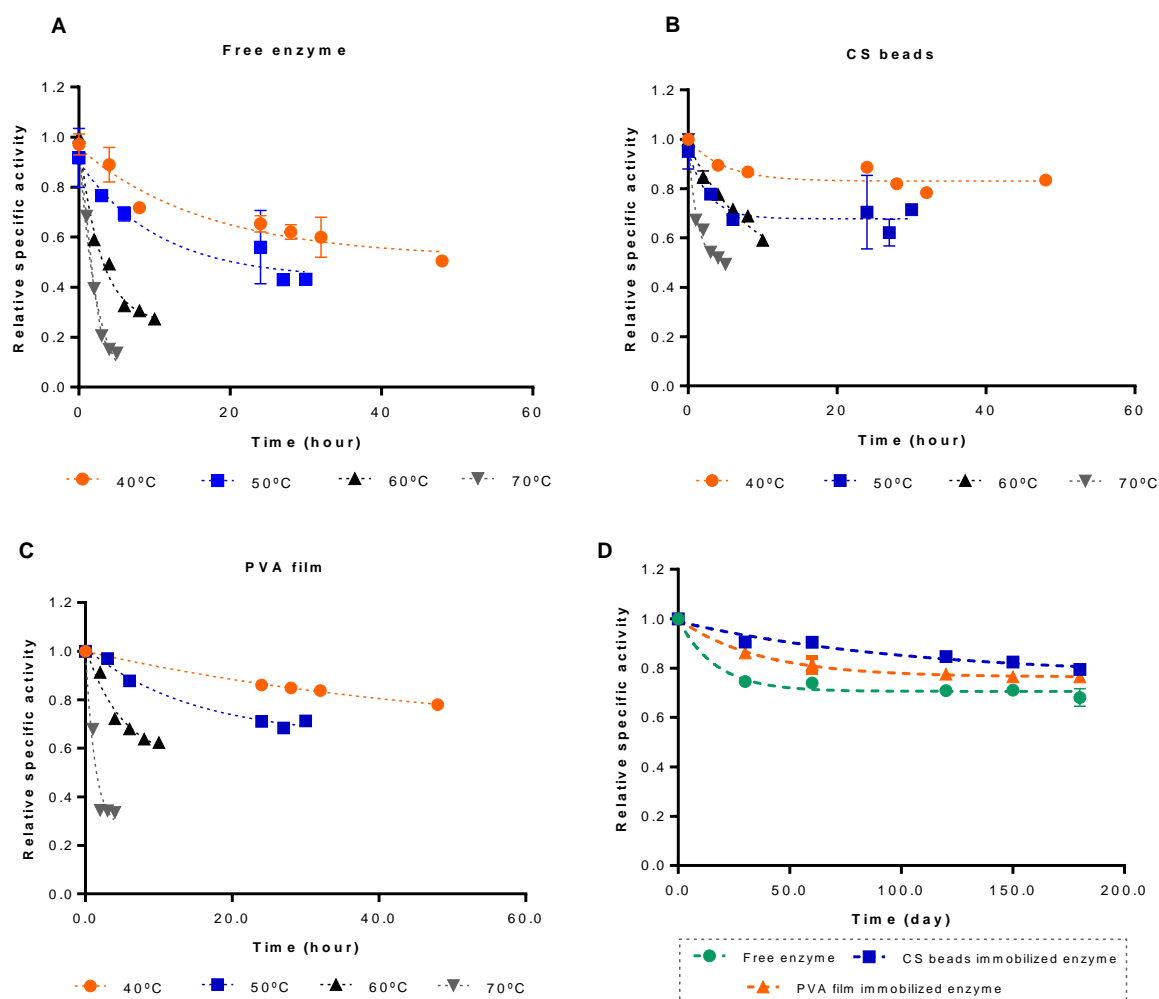 A
Free enzyme
Relative specific activity
1.2
1.0
0.8
0.6
0.4
0.2
0.0
0 20 40 60
Time (hour)
40ºC 50ºC 60ºC 70ºC
B
CS beads
Relative specific activity
1.2
1.0
0.8
0.6
0.4
0.2
0.0
0 20 40 60
Time (hour)
40ºC 50ºC 60ºC 70ºC
C
PVA film
Relative specific activity
1.2
1.0
0.8
0.6
0.4
0.2
0.0
0.0 20.0 40.0 60.0
Time (hour)
40ºC 50ºC 60ºC 70ºC
D
Relative specific activity
1.2
1.0
0.8
0.6
0.4
0.2
0.0
0.0 50.0 100.0 150.0 200.0
Time (day)
Free enzyme CS beads immobilized enzyme
PVA film immobilized enzyme